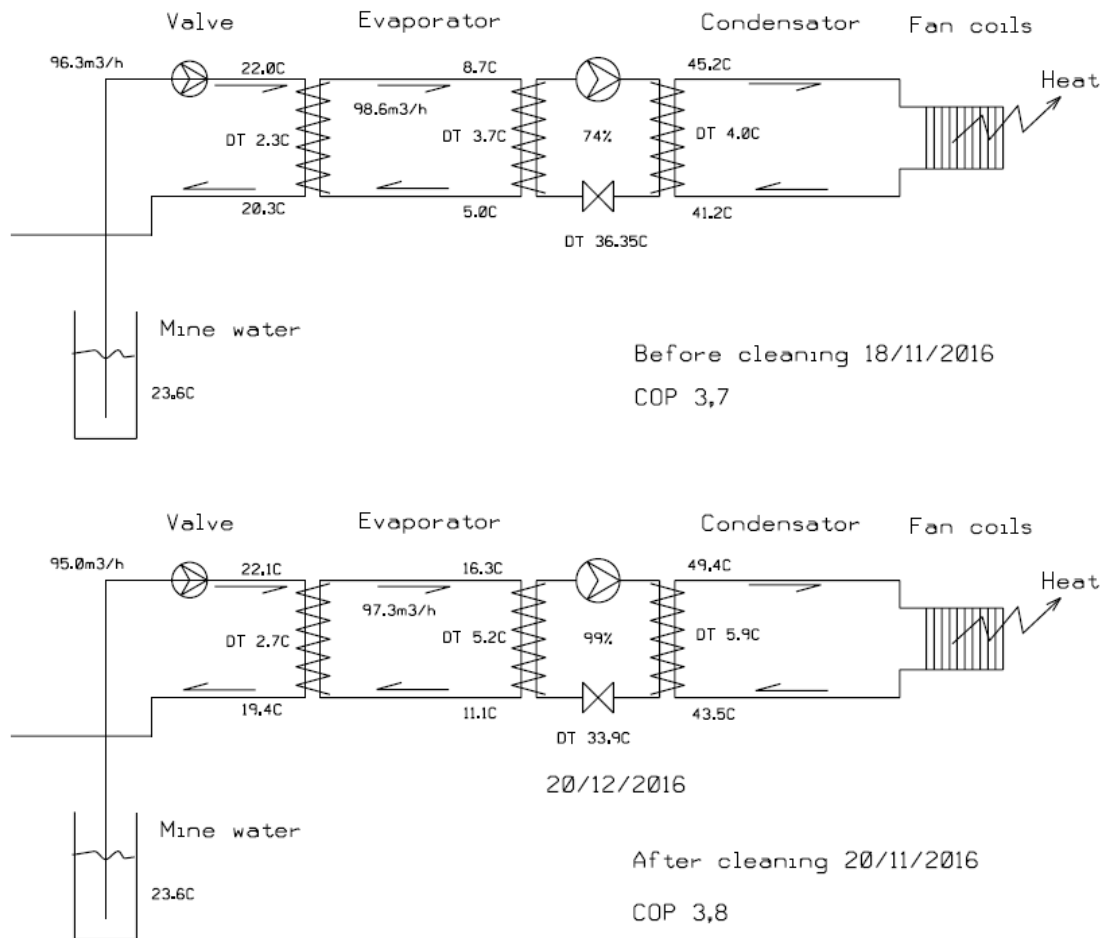 Valve Evaporator Condensator Fan coils
96.3m3/h 22.0C 8.7C 45.2C Heat
98.6m3/h
DT 2.3C DT 3.7C 74% DT 4.0C
20.3C 5.0C 41.2C
DT 36.35C
Mine water
Before cleaning 18/11/2016
23.6C
COP 3,7
Valve Evaporator Condensator Fan coils
95.0m3/h 22.1C 16.3C 49.4C Heat
97.3m3/h
DT 2.7C DT 5.2C 99% DT 5.9C
19.4C 11.1C 43.5C
DT 33.9C
20/12/2016
Mine water
After cleaning 20/11/2016
23.6C
COP 3,8